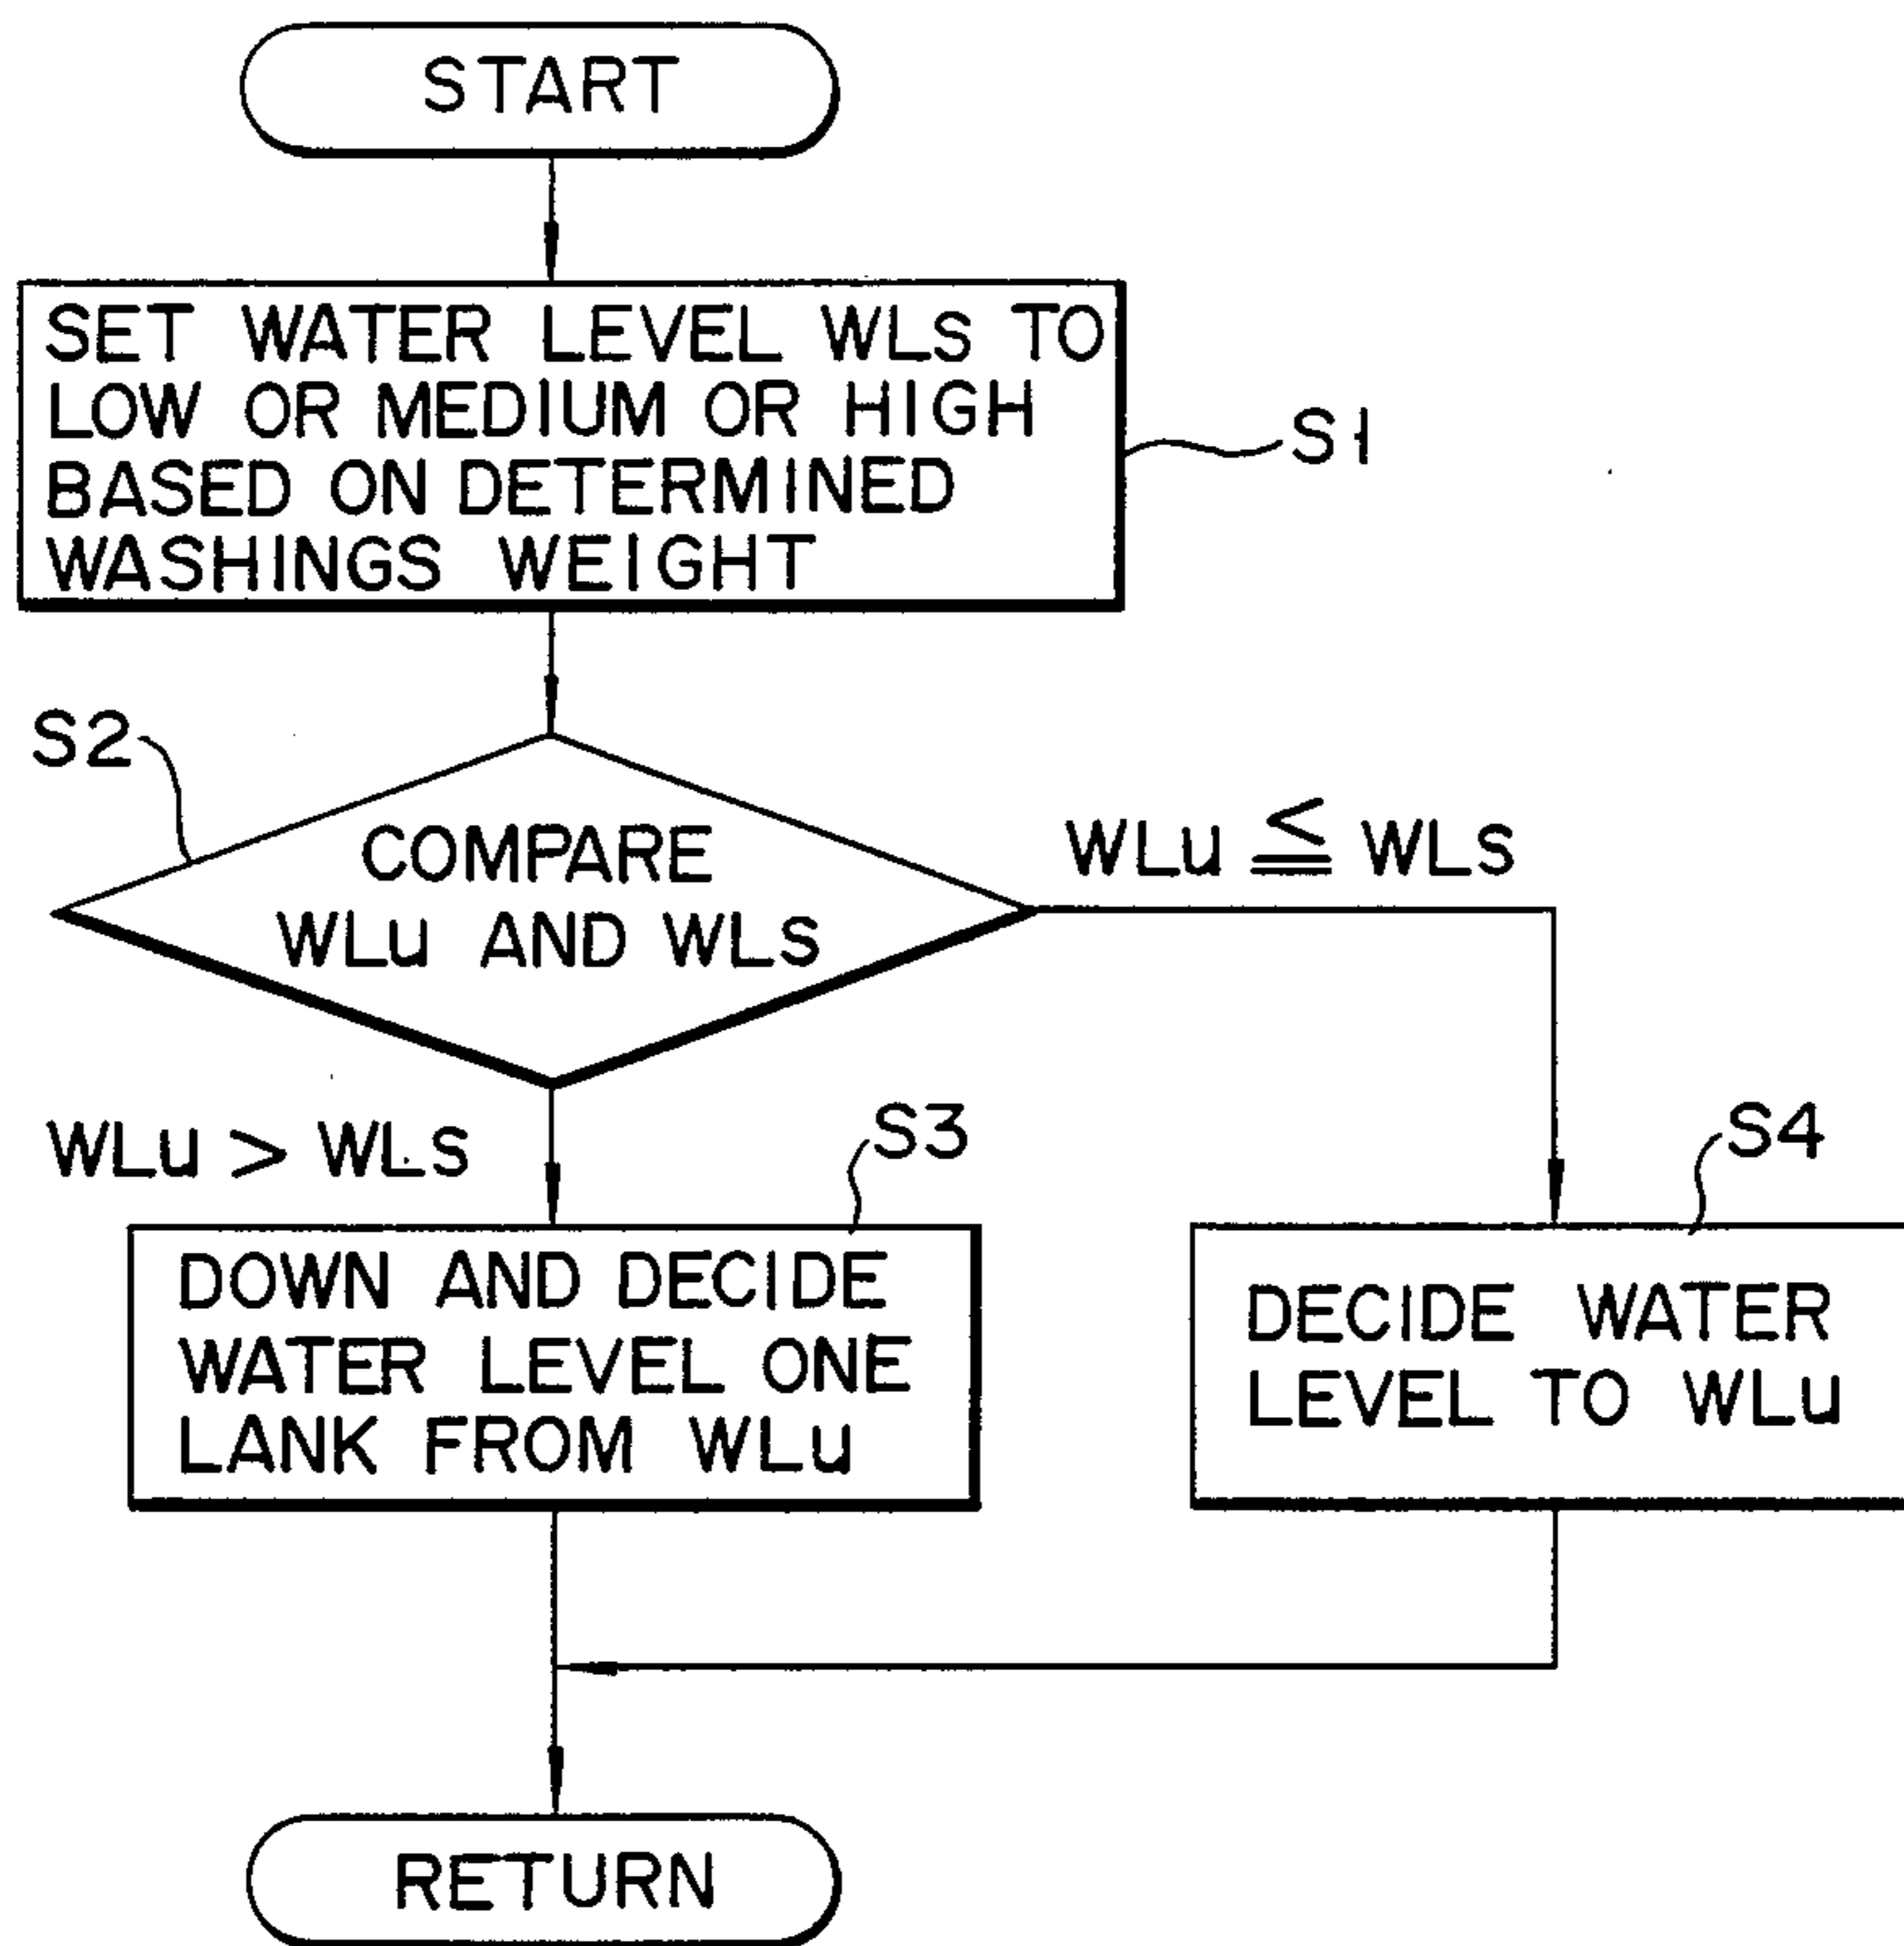 START
SET WATER LEVEL WLs TO
LOW OR MEDIUM OR HIGH
BASED ON DETERMINED
WASHINGS WEIGHT
S1
S2
COMPARE
WLu AND WLs
WLu ≦ WLs
WLu > WLs
S3
DOWN AND DECIDE
WATER LEVEL ONE
LANK FROM WLu
S4
DECIDE WATER
LEVEL TO WLu
RETURN